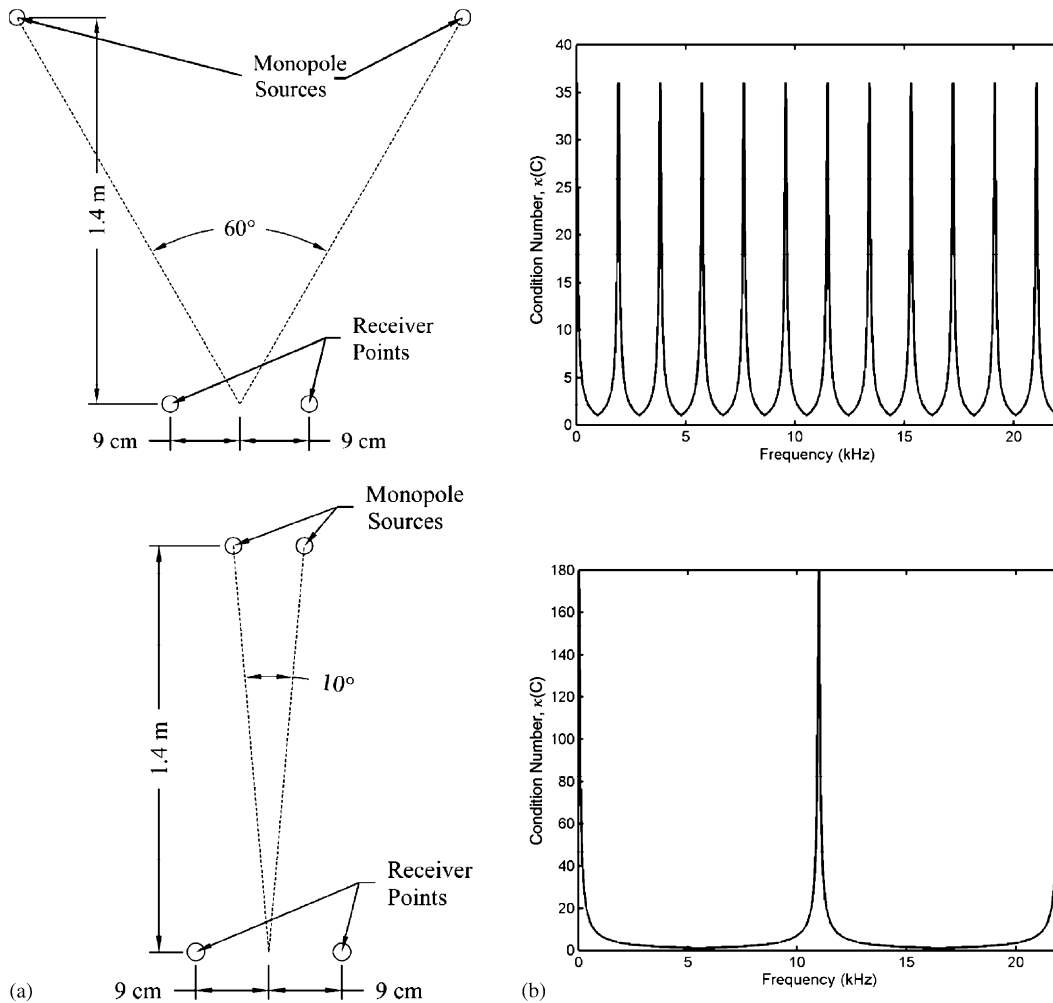 Monopole
Sources
1.4 m
60°
Receiver
Points
9 cm
9 cm
40
35
30
25
20
15
10
5
0
Condition Number, κ(C)
0
5
10
15
20
Frequency (kHz)
Monopole
Sources
10°
1.4 m
Receiver
Points
9 cm
9 cm
(a)
180
160
140
120
100
80
60
40
20
0
Condition Number, κ(C)
0
5
10
15
20
Frequency (kHz)
(b)